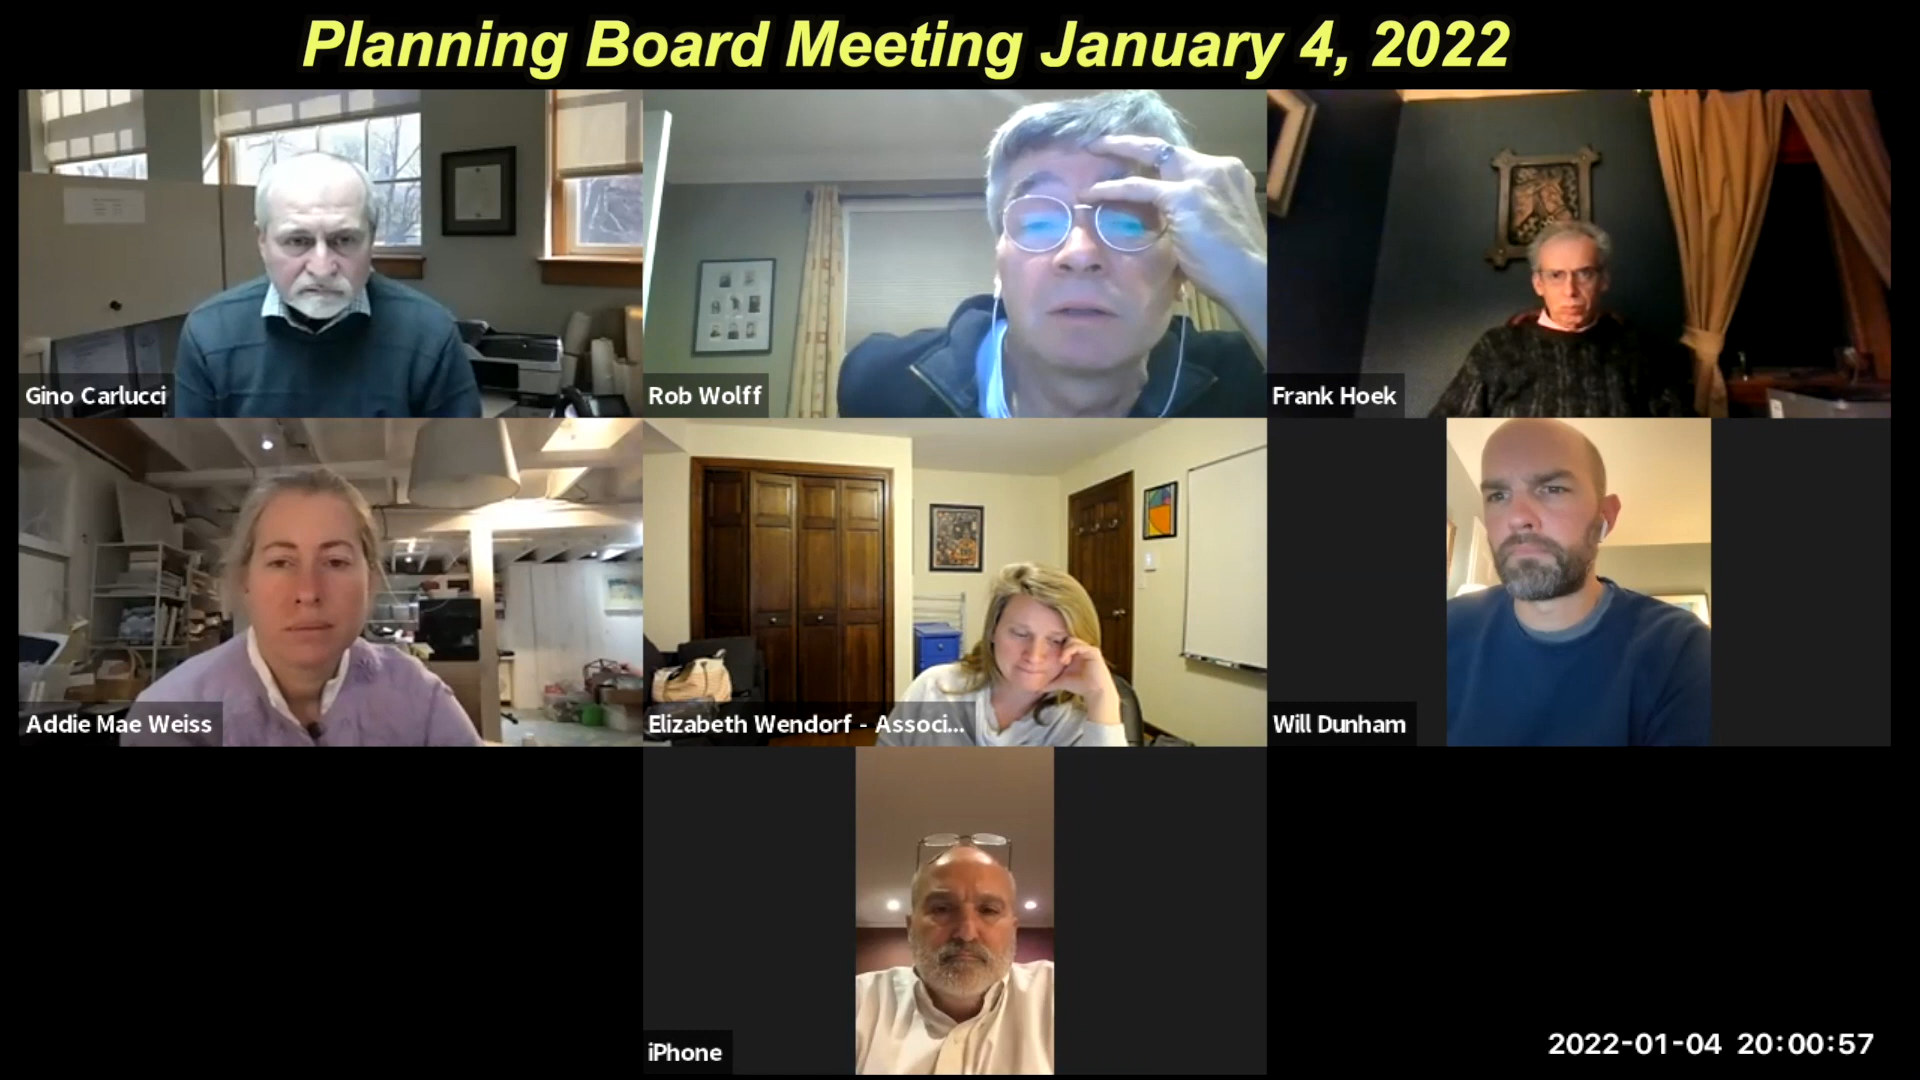 Planning Board Meeting January 4, 2022
Gino Carlucci
Rob Wolff
Frank Hoek
Addie Mae Weiss
Elizabeth Wendorf - Associ...
Will Dunham
iPhone
2022-01-04 20:00:57